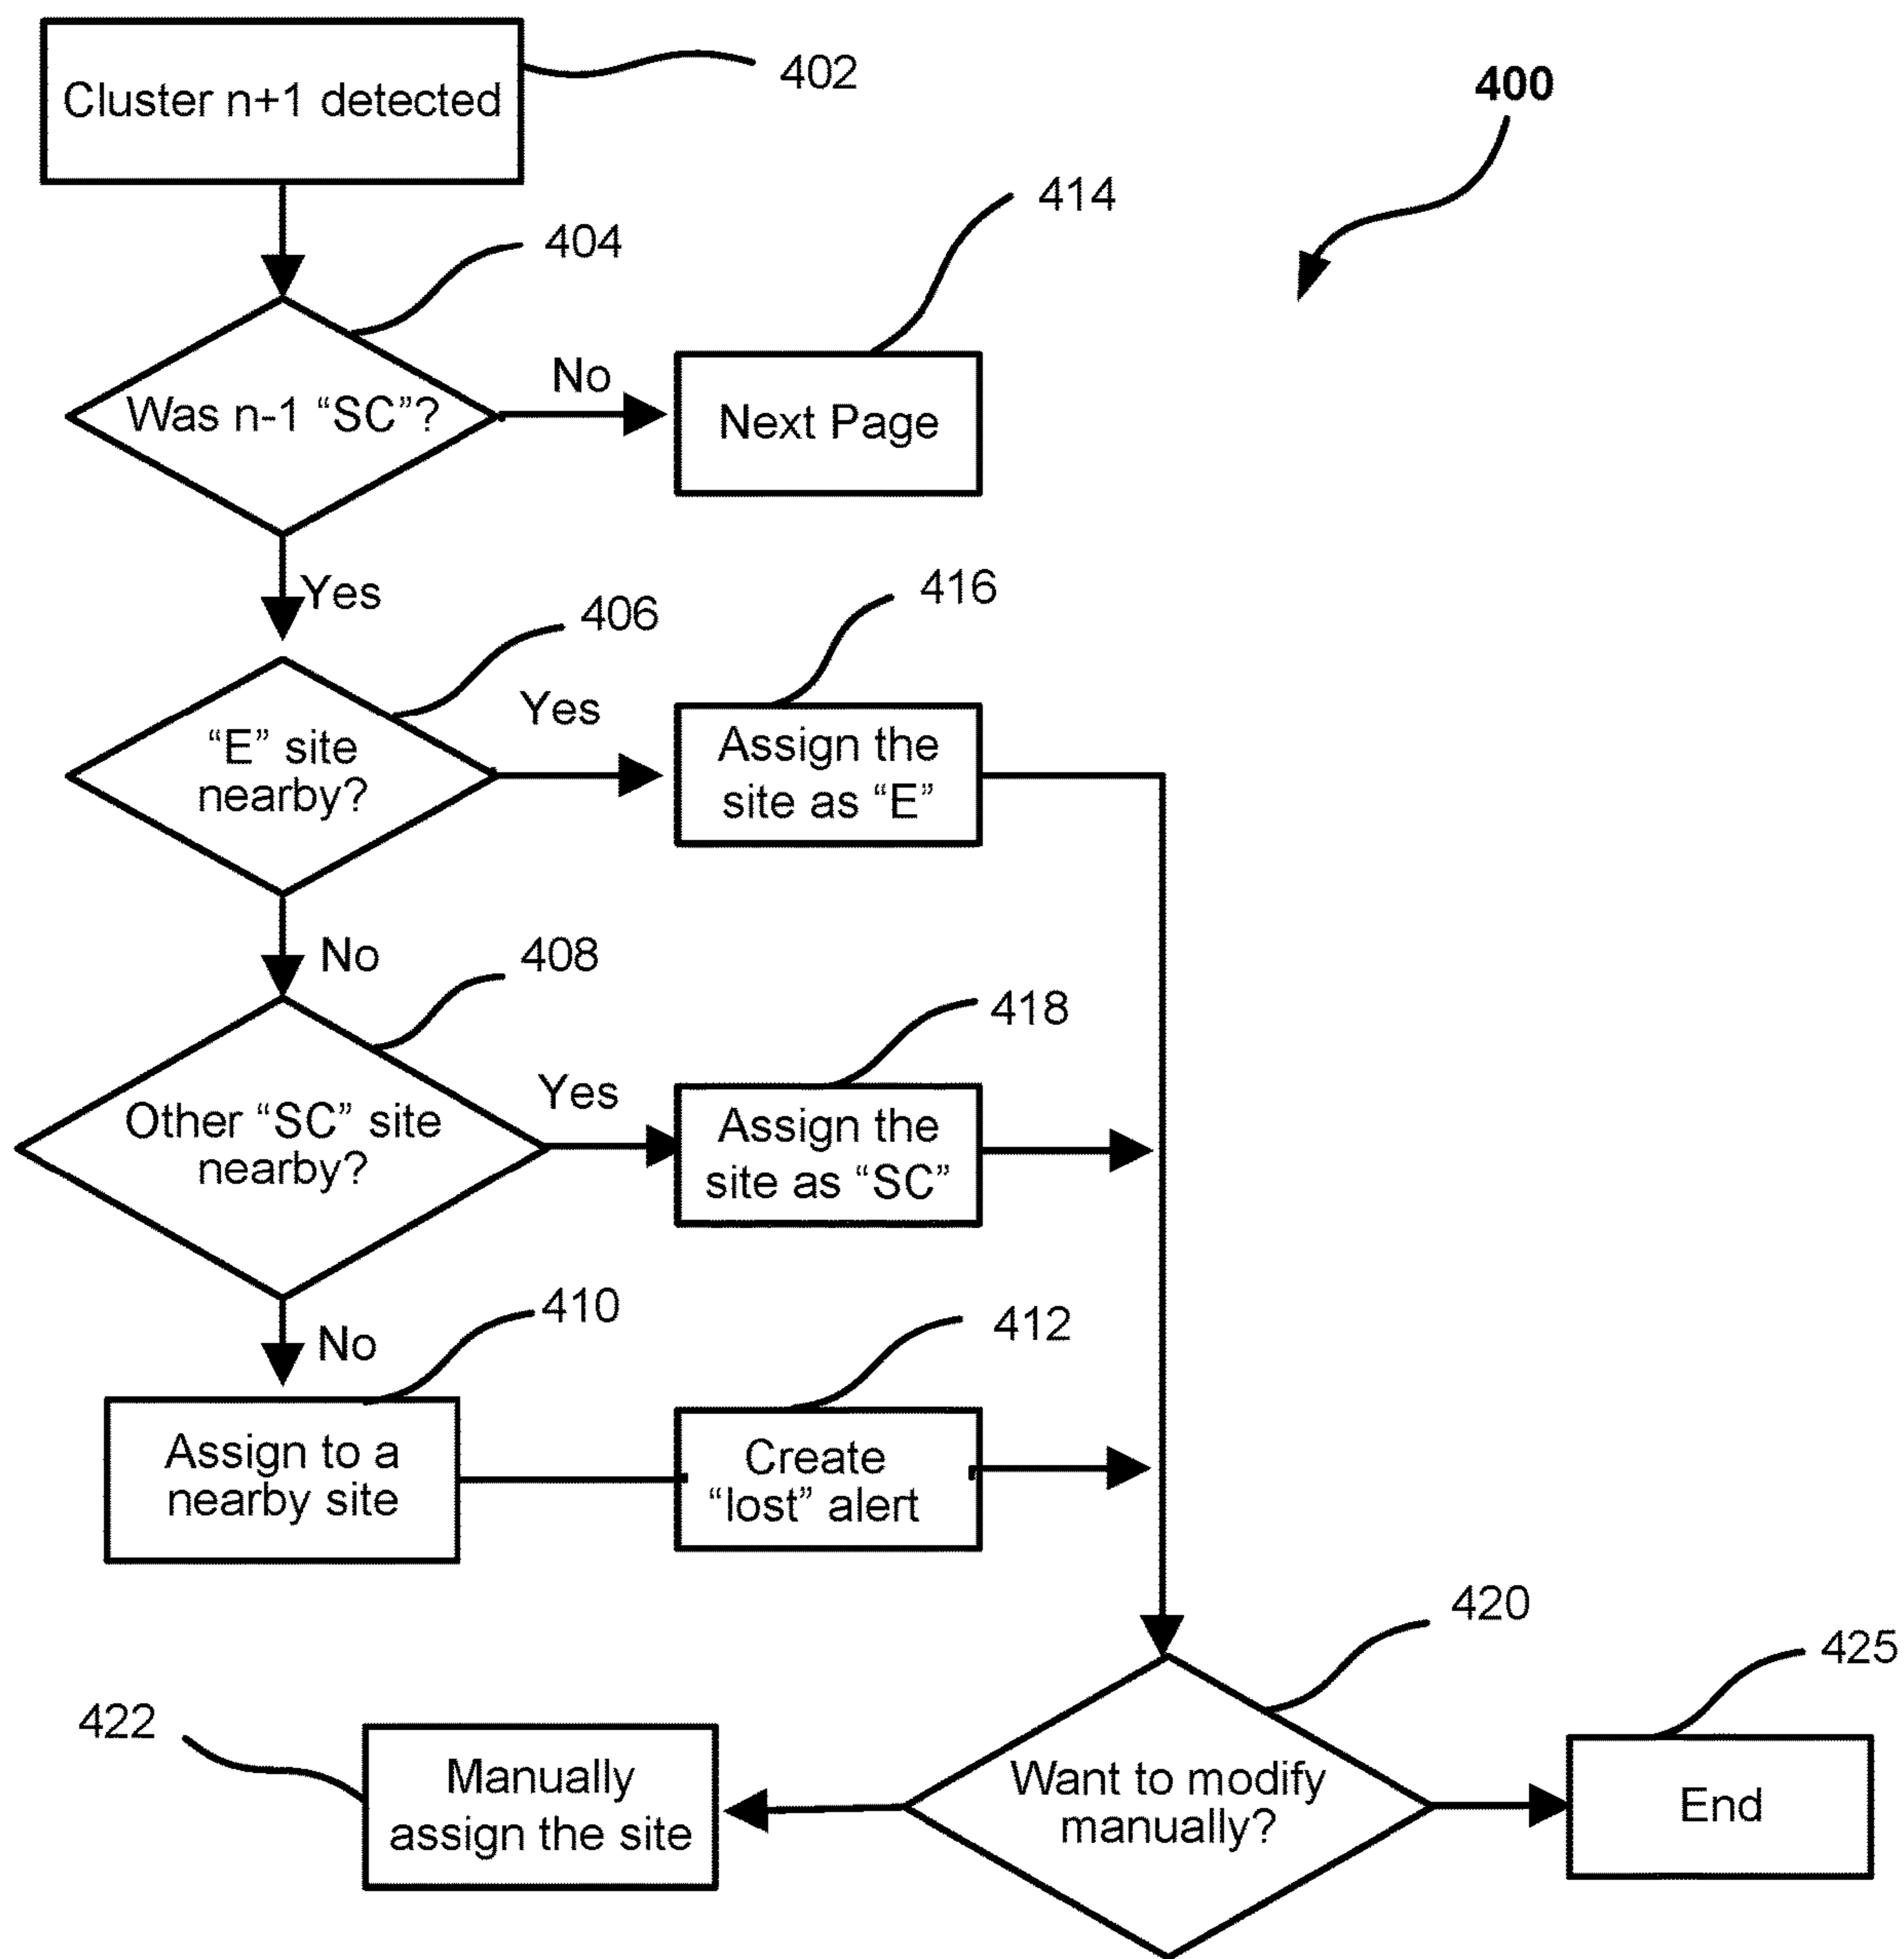 Cluster n+1 detected
402
400
414
404
Was n-1 “SC”?
No
Next Page
Yes
406
416
“E” site
nearby?
Yes
Assign the
site as “E”
No
408
418
Other “SC” site
nearby?
Yes
Assign the
site as “SC”
No
410
412
Assign to a
nearby site
Create
“lost” alert
420
425
422
Manually
assign the site
Want to modify
manually?
End